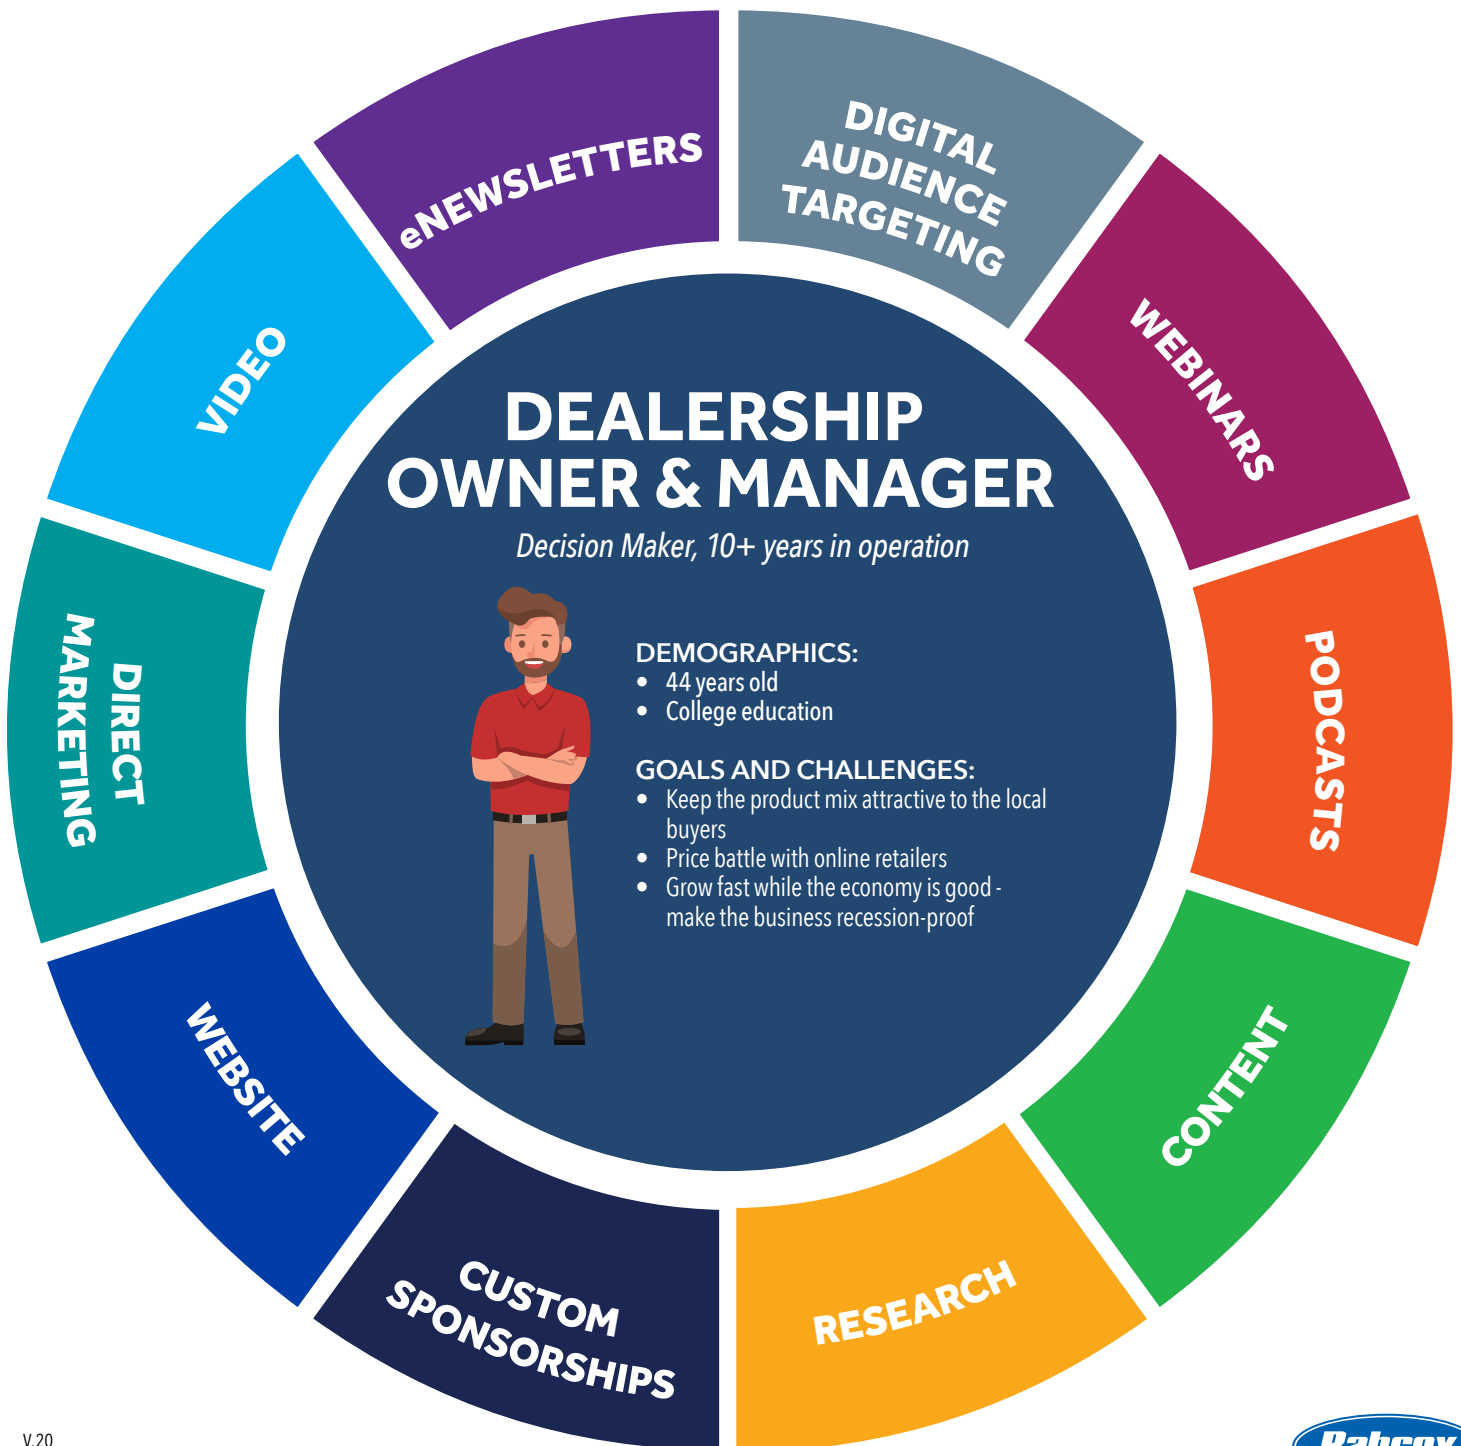 eNEWSLETTERS
DIGITAL
AUDIENCE
TARGETING
WEBINARS
PODCASTS
CONTENT
RESEARCH
CUSTOM
SPONSORSHIPS
WEBSITE
DIRECT
MARKETING
VIDEO
DEALERSHIP
OWNER & MANAGER
Decision Maker, 10+ years in operation
DEMOGRAPHICS:
• 44 years old
• College education
GOALS AND CHALLENGES:
• Keep the product mix attractive to the local
buyers
• Price battle with online retailers
• Grow fast while the economy is good -
make the business recession-proof
V.20
Babcox